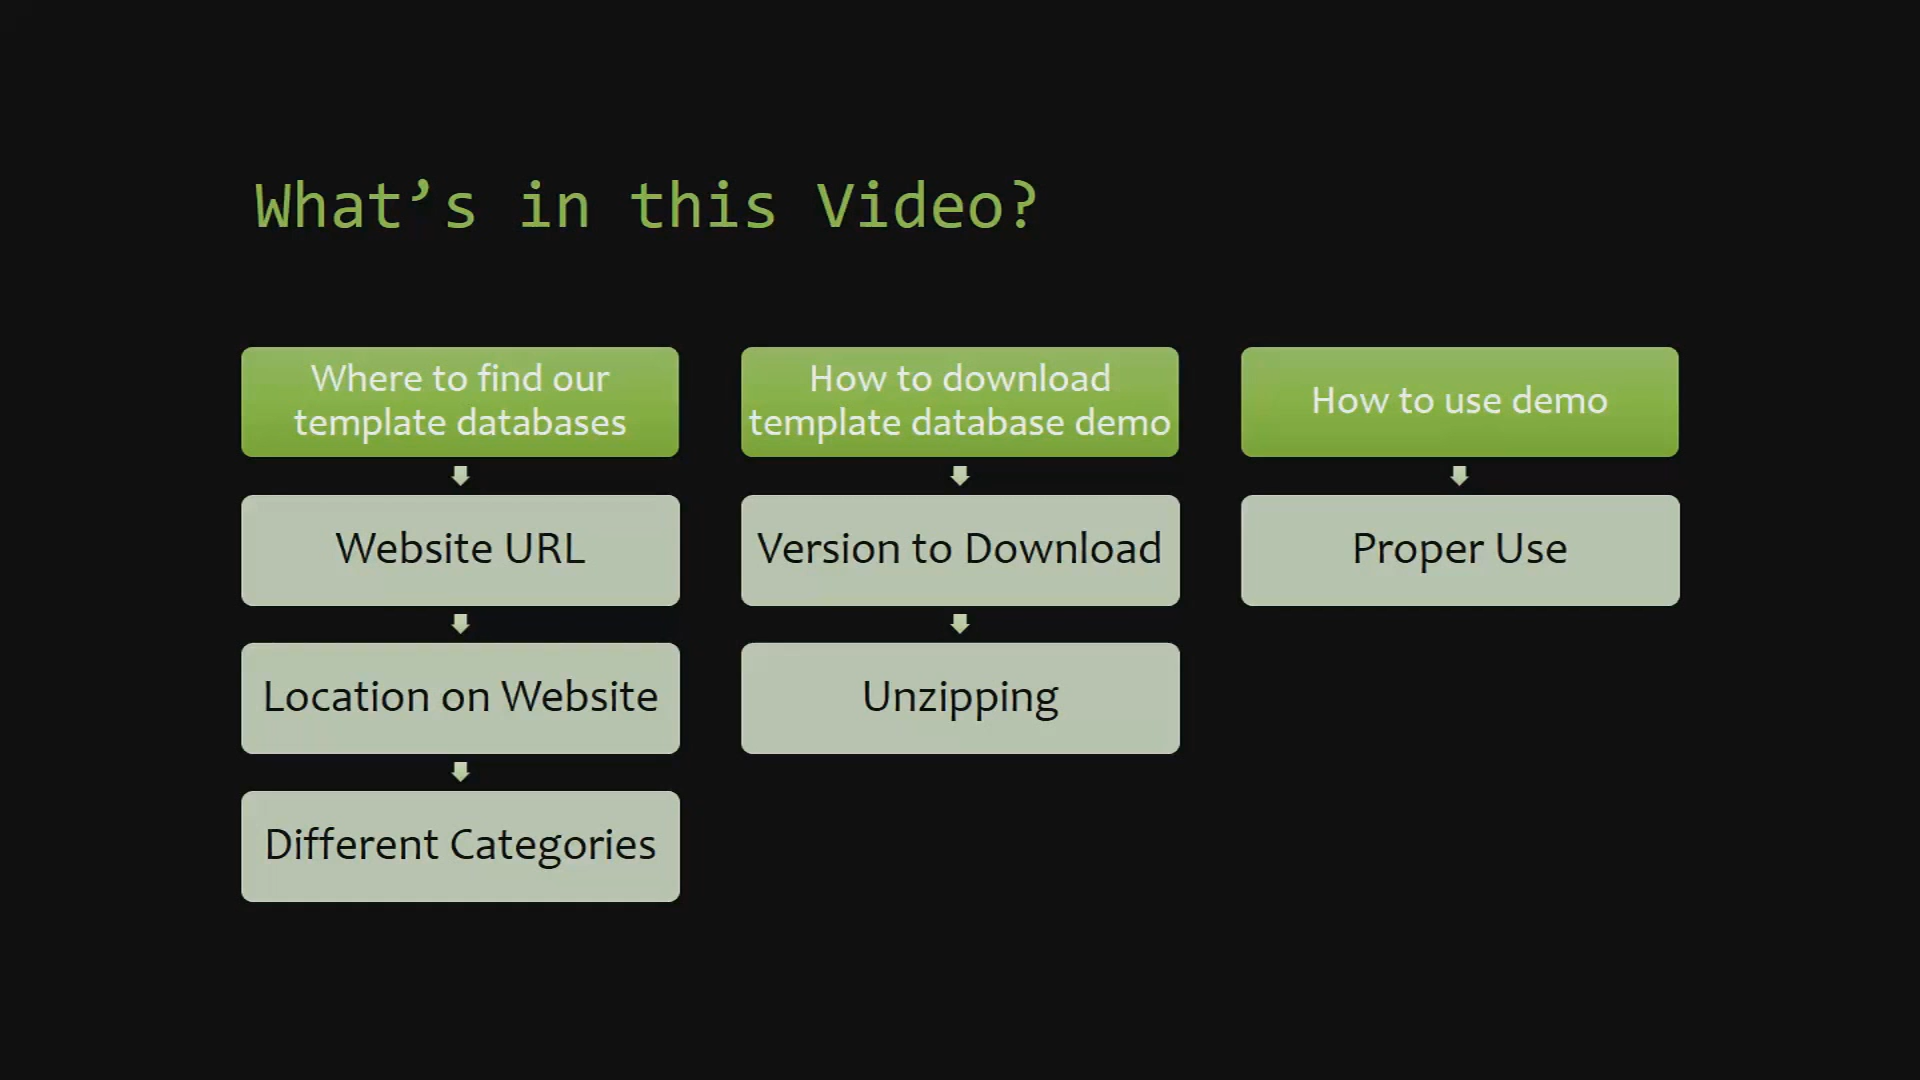 What’s in this Video?
Where to find our
template databases
Website URL
Location on Website
Different Categories
How to download
template database demo
Version to Download
Unzipping
How to use demo
Proper Use